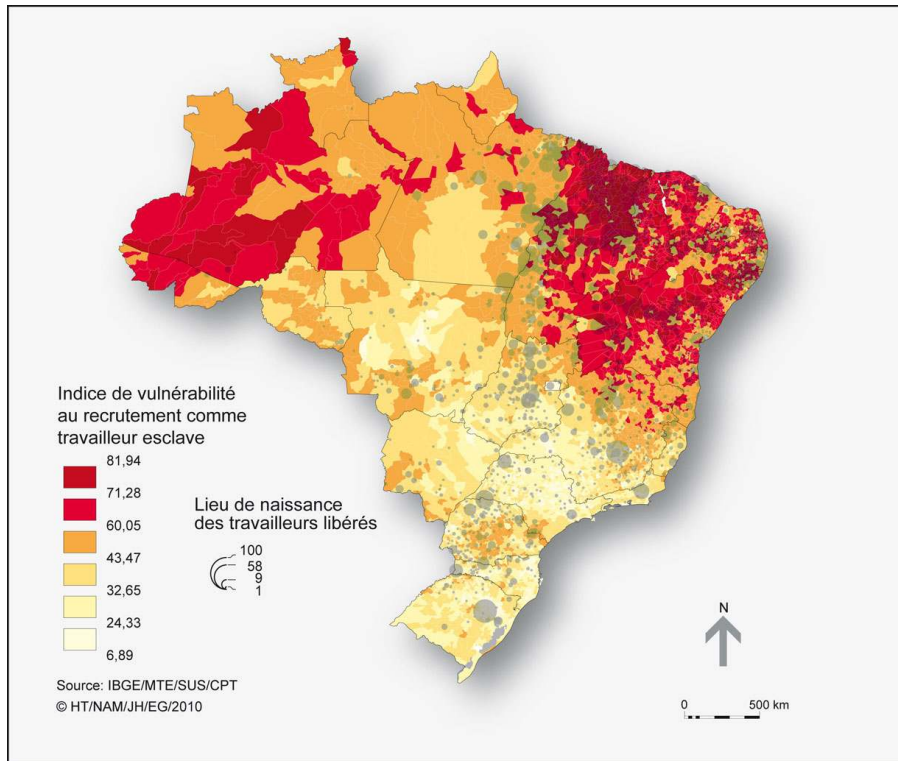 Indice de vulnérabilité
au recrutement comme
travailleur esclave
81,94
71,28
60,05
43,47
32,65
24,33
6,89
Lieu de naissance
des travailleurs libérés
100
58
9
1
Source: IBGE/MTE/SUS/CPT
© HT/NAM/JH/EG/2010
N
0 500 km